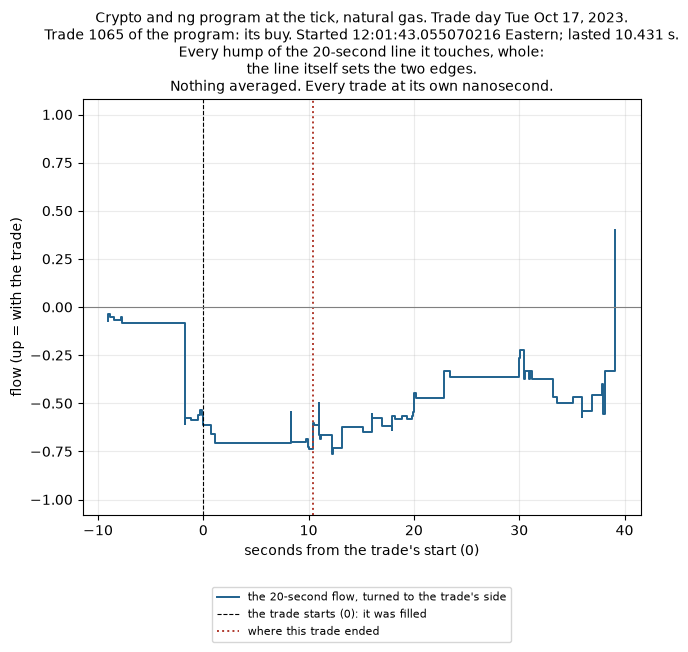 Crypto and ng program at the tick, natural gas. Trade day Tue Oct 17, 2023.
Trade 1065 of the program: its buy. Started 12:01:43.055070216 Eastern; lasted 10.431 s.
Every hump of the 20-second line it touches, whole:
the line itself sets the two edges.
Nothing averaged. Every trade at its own nanosecond.
1.00
0.75
0.50
0.25
0.00
−0.25
−0.50
−0.75
−1.00
flow (up = with the trade)
−10
0
10
20
30
40
seconds from the trade's start (0)
the 20-second flow, turned to the trade's side
the trade starts (0): it was filled
where this trade ended